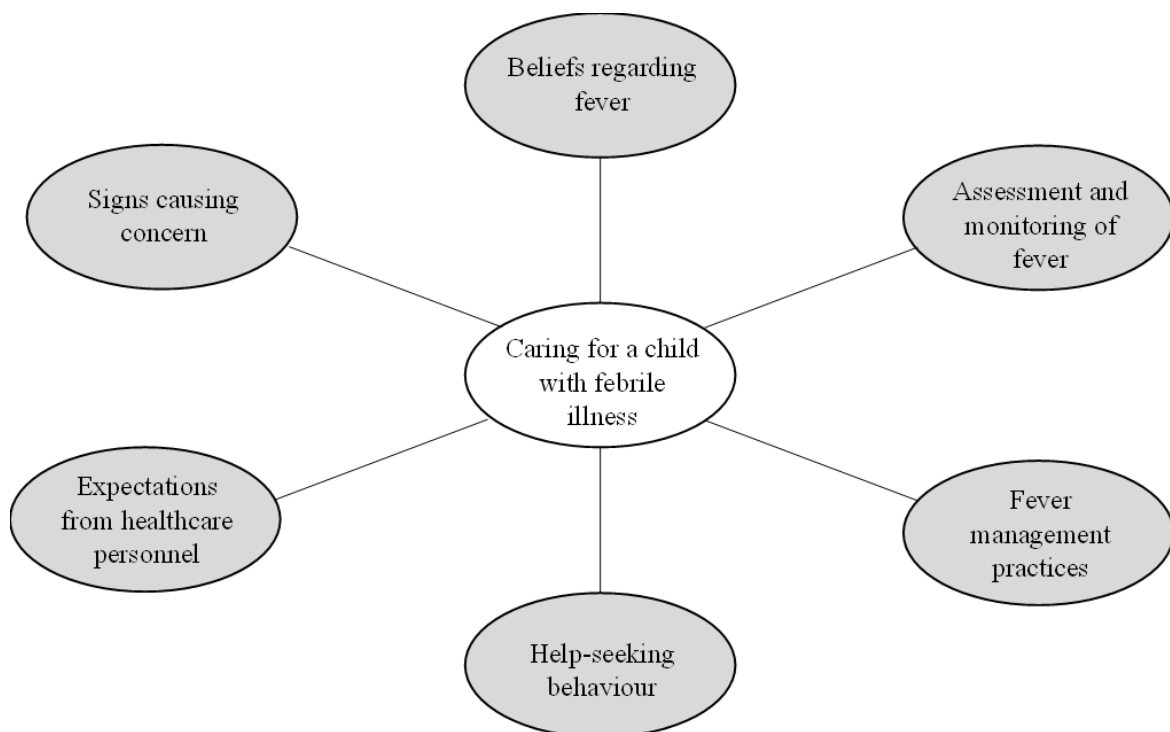 Beliefs regarding
fever
Signs causing
concern
Assessment and
monitoring of
fever
Caring for a child
with febrile
illness
Expectations
from healthcare
personnel
Fever
management
practices
Help-seeking
behaviour